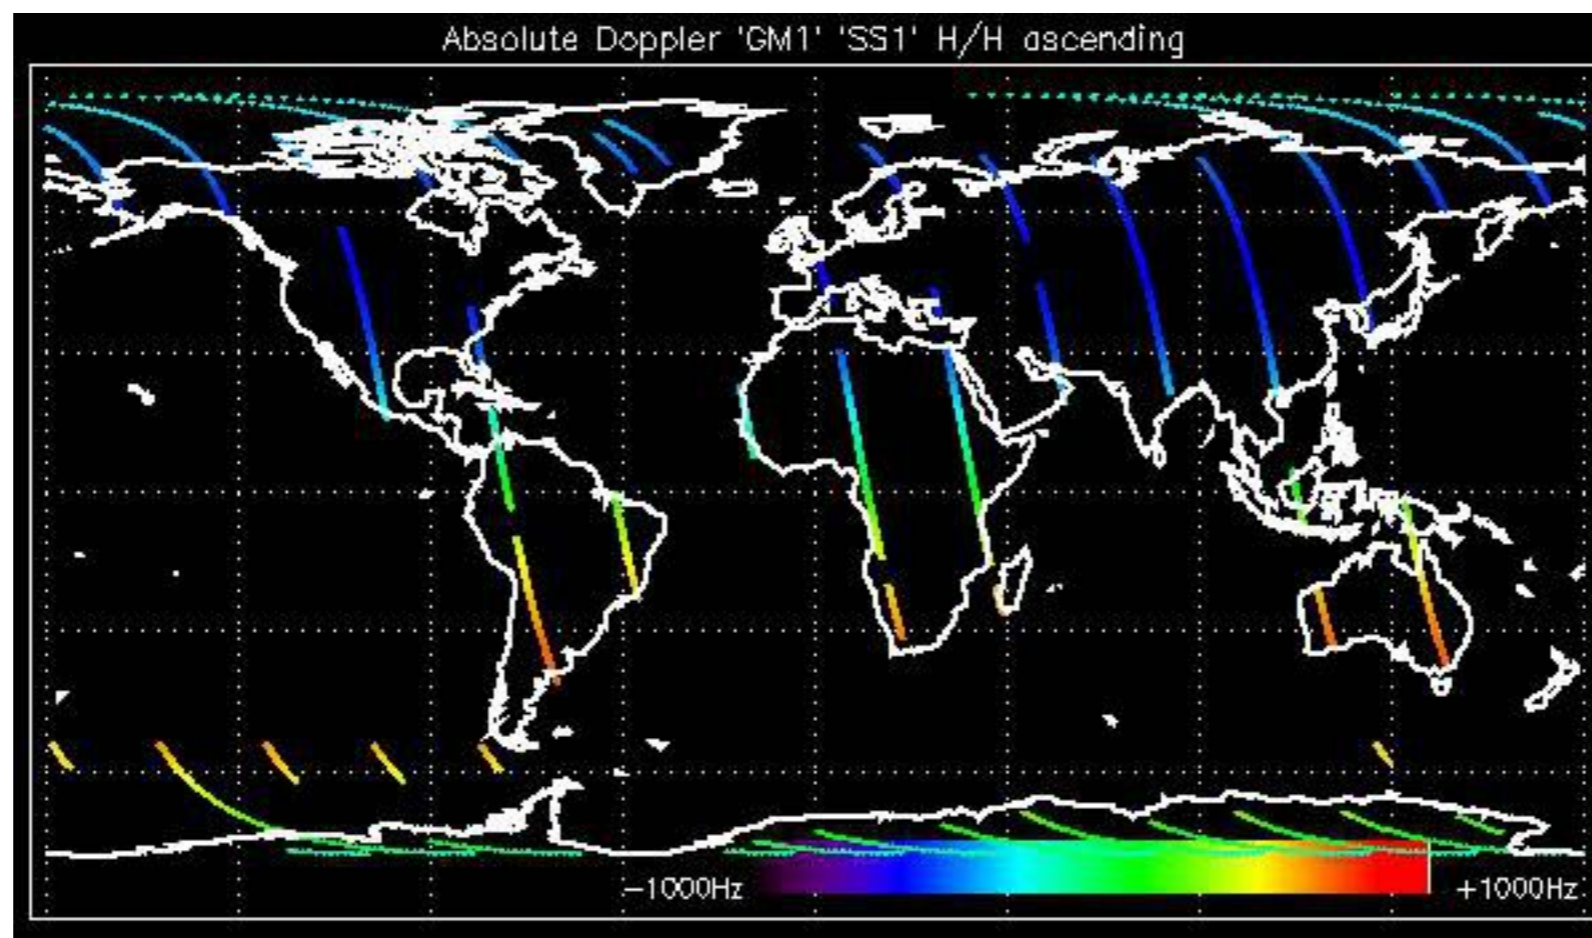 Absolute Doppler 'GM1' 'SS1' H/H ascending
−1000Hz
+1000Hz